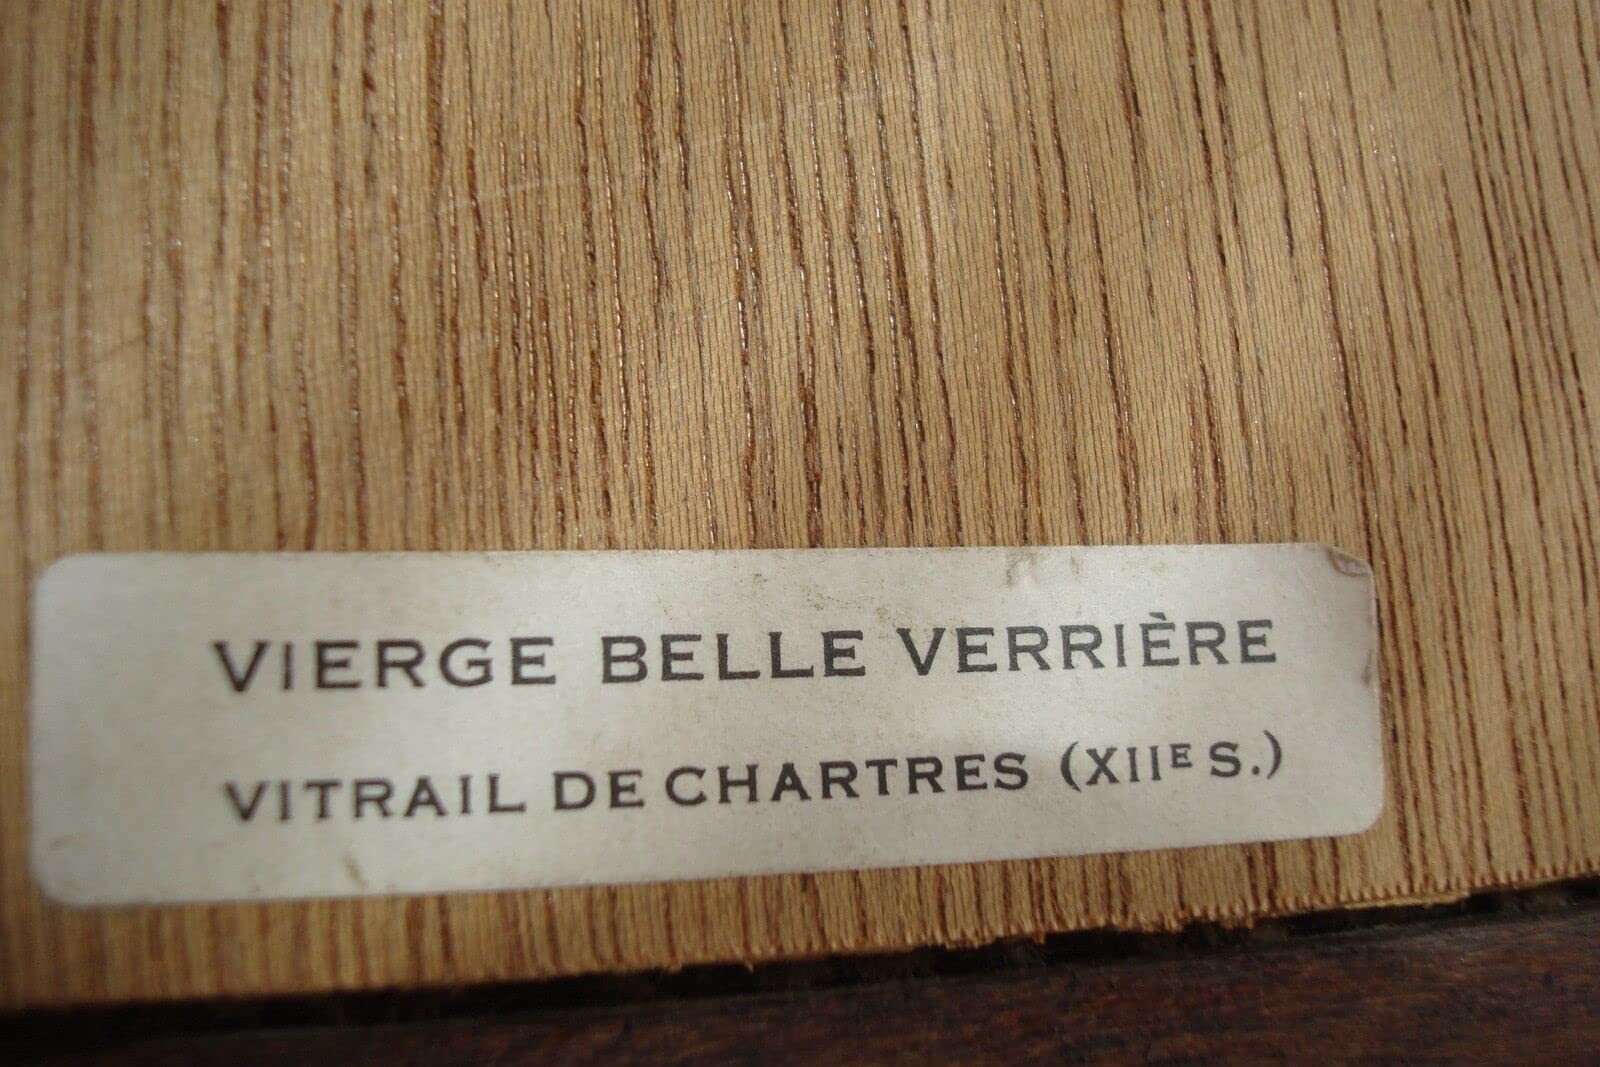 VIERGE BELLE VERRIÈRE
VITRAIL DE CHARTRES (XIIE S.)